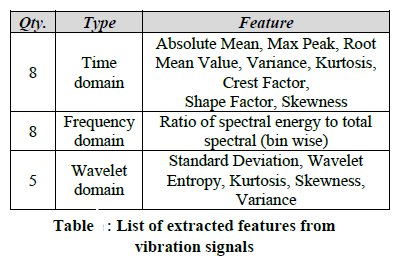 Qty. Type Feature
8 Time domain Absolute Mean, Max Peak, Root
Mean Value, Variance, Kurtosis,
Crest Factor,
Shape Factor, Skewness
8 Frequency domain Ratio of spectral energy to total
spectral (bin wise)
5 Wavelet domain Standard Deviation, Wavelet
Entropy, Kurtosis, Skewness,
Variance
Table : List of extracted features from
vibration signals